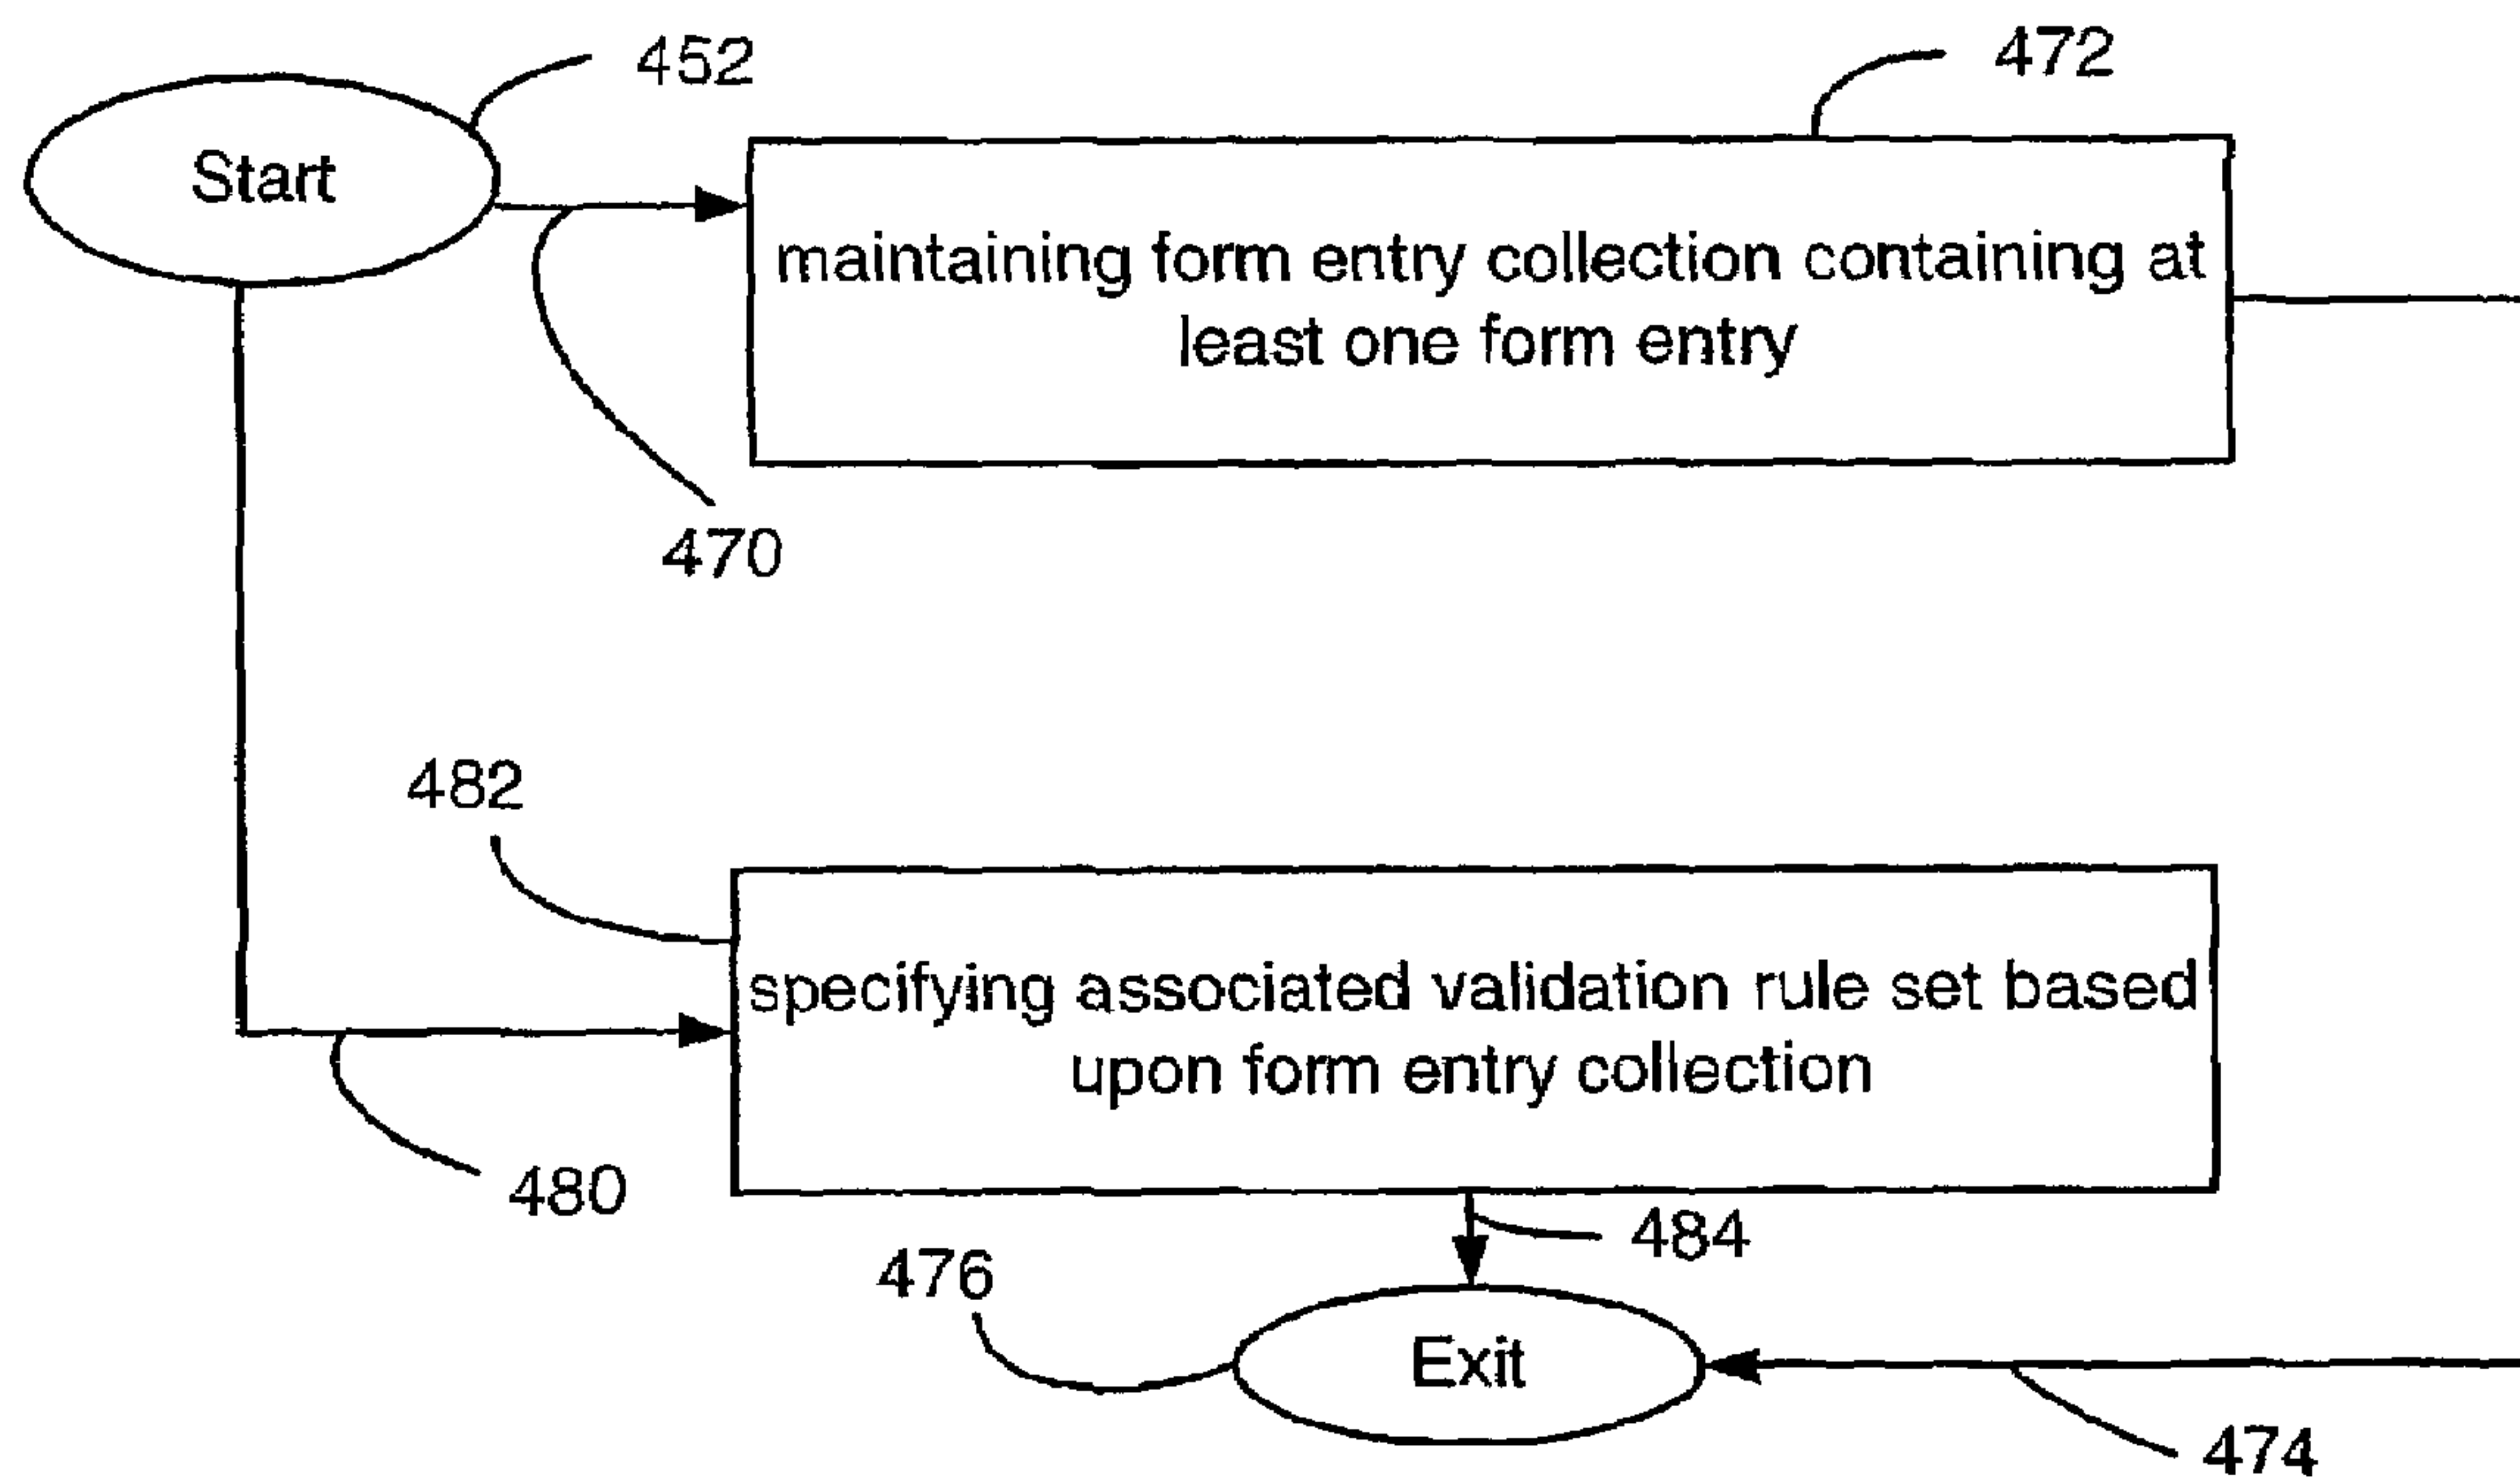 452
472
Start
maintaining form entry collection containing at
least one form entry
470
482
specifying associated validation rule set based
upon form entry collection
480
484
476
Exit
474